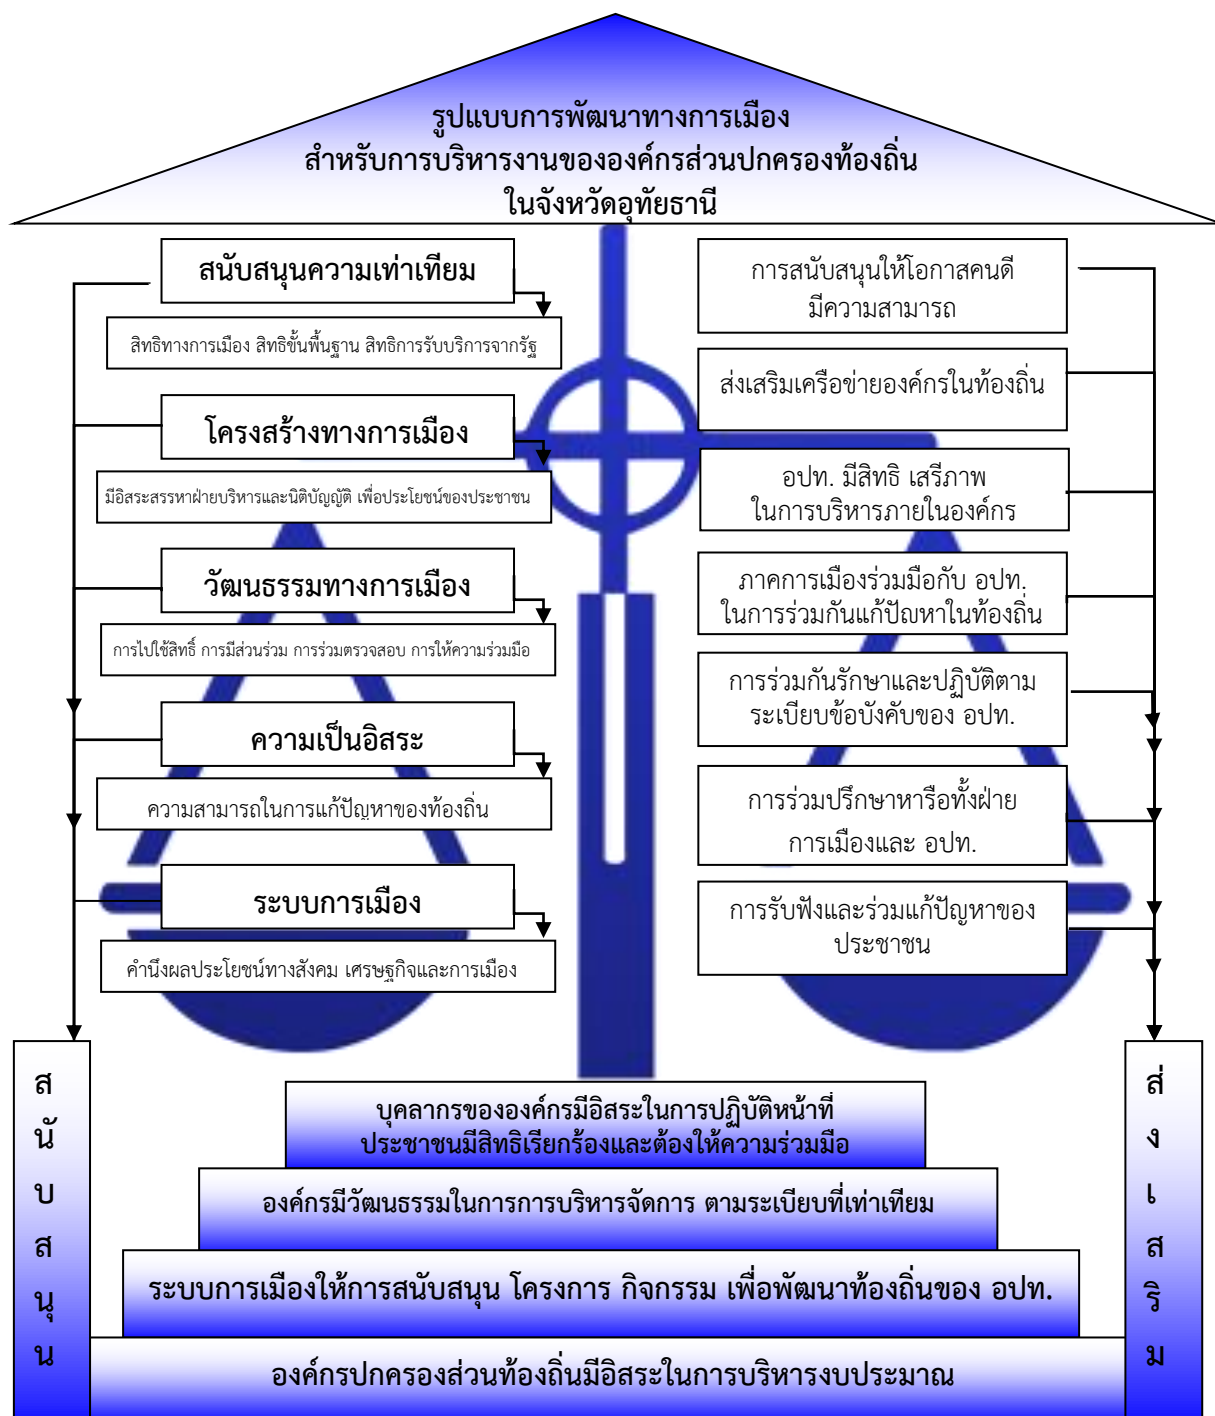 รูปแบบการพัฒนาทางการเมือง
สำหรับการบริหารงานขององค์กรส่วนปกครองท้องถิ่น
ในจังหวัดอุทัยธานี
สนับสนุนความเท่าเทียม
สิทธิทางการเมือง สิทธิขั้นพื้นฐาน สิทธิการรับบริการจากรัฐ
โครงสร้างทางการเมือง
มีอิสระสรรหาฝ่ายบริหารและนิติบัญญัติ เพื่อประโยชน์ของประชาชน
วัฒนธรรมทางการเมือง
การไปใช้สิทธิ์ การมีส่วนร่วม การร่วมตรวจสอบ การให้ความร่วมมือ
ความเป็นอิสระ
ความสามารถในการแก้ปัญหาของท้องถิ่น
ระบบการเมือง
คำนึงผลประโยชน์ทางสังคม เศรษฐกิจและการเมือง
การสนับสนุนให้โอกาสคนดี
มีความสามารถ
ส่งเสริมเครือข่ายองค์กรในท้องถิ่น
อปท. มีสิทธิ เสรีภาพ
ในการบริหารภายในองค์กร
ภาคการเมืองร่วมมือกับ อปท.
ในการร่วมกันแก้ปัญหาในท้องถิ่น
การร่วมกันรักษาและปฏิบัติตาม
ระเบียบข้อบังคับของ อปท.
การร่วมปรึกษาหารือทั้งฝ่าย
การเมืองและ อปท.
การรับฟังและร่วมแก้ปัญหาของ
ประชาชน
สนับสนุน
บุคลากรขององค์กรมีอิสระในการปฏิบัติหน้าที่
ประชาชนมีสิทธิเรียกร้องและต้องให้ความร่วมมือ
องค์กรมีวัฒนธรรมในการการบริหารจัดการ ตามระเบียบที่เท่าเทียม
ระบบการเมืองให้การสนับสนุน โครงการ กิจกรรม เพื่อพัฒนาท้องถิ่นของ อปท.
องค์กรปกครองส่วนท้องถิ่นมีอิสระในการบริหารงบประมาณ
ส่งเสริม